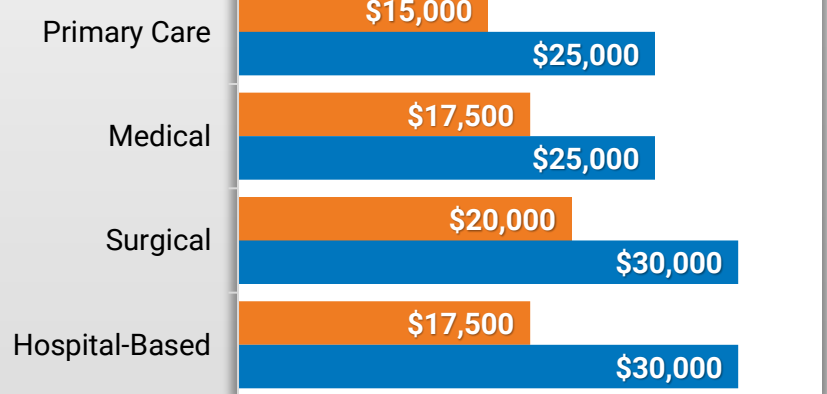 $15,000
Primary Care
$25,000
$17,500
Medical
$25,000
$20,000
Surgical
$30,000
$17,500
Hospital-Based
$30,000